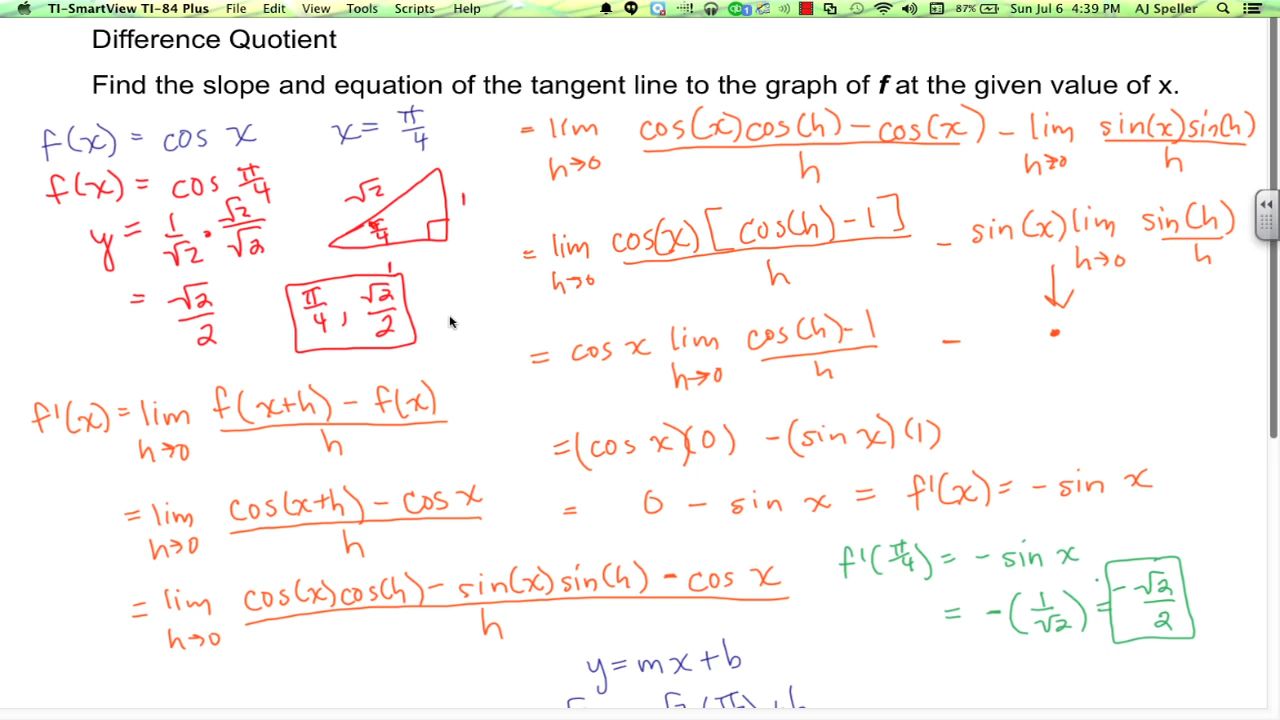 TI-SmartView TI-84 Plus File Edit View Tools Scripts Help 1 87% Sun Jul 6 4:39 PM AJ Speller
Difference Quotient
Find the slope and equation of the tangent line to the graph of f at the given value of x.
f(x) = cos x x = π/4
f(x) = cos π/4
y = 1/√2 · √2/√2
= √2/2
√2 1 π/4 1
π/4, √2/2
f'(x) = lim h→0 f(x+h) - f(x) / h
= lim h→0 cos(x+h) - cos x / h
= lim h→0 cos(x)cos(h) - sin(x)sin(h) - cos x / h
= lim h→0 cos(x)cos(h) - cos(x) / h - lim h→0 sin(x)sin(h) / h
= lim h→0 cos(x)[cos(h) - 1] / h - sin(x) lim h→0 sin(h) / h
= cos x lim h→0 cos(h) - 1 / h -
= (cos x)(0) - (sin x)(1)
= 0 - sin x = f'(x) = - sin x
f'(π/4) = - sin x
= -(1/√2) = -√2/2
y = mx + b